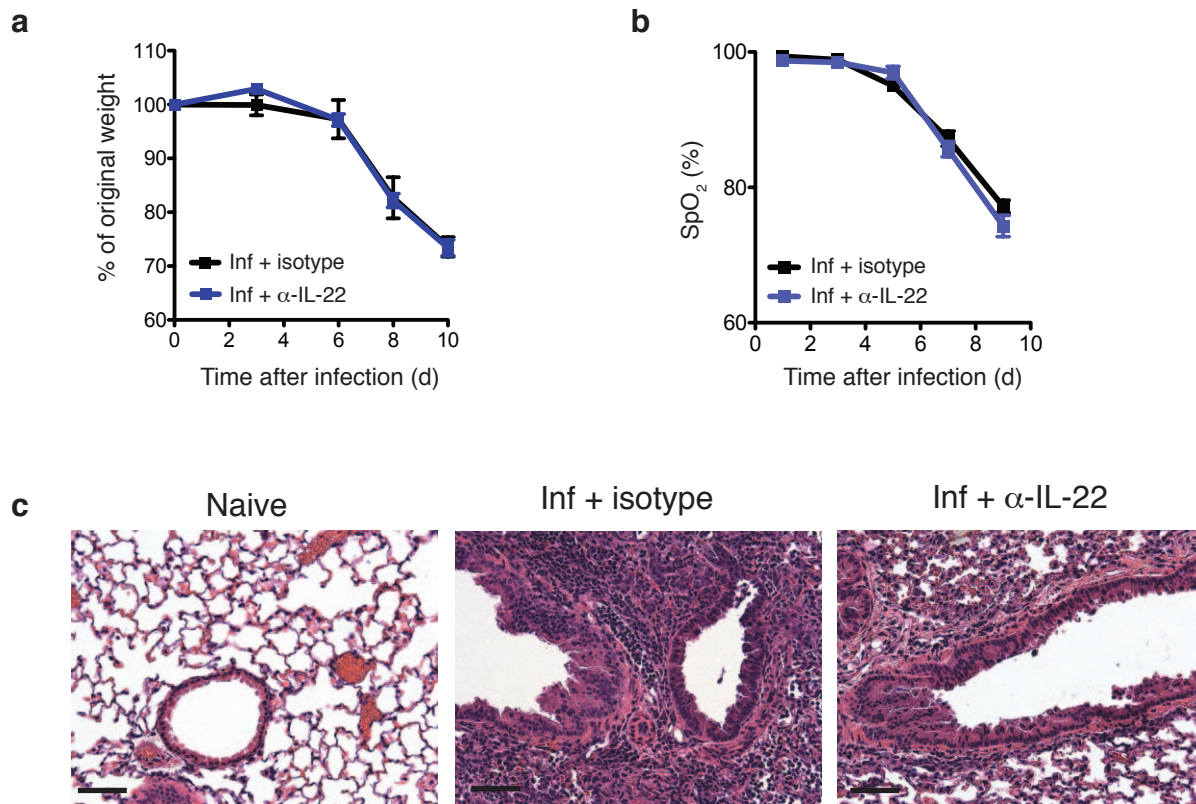 a
110
100
90
80
70
60
% of original weight
Inf + isotype
Inf + α-IL-22
0 2 4 6 8 10
Time after infection (d)
b
100
80
60
SpO₂ (%)
Inf + isotype
Inf + α-IL-22
0 2 4 6 8 10
Time after infection (d)
c
Naive
Inf + isotype
Inf + α-IL-22